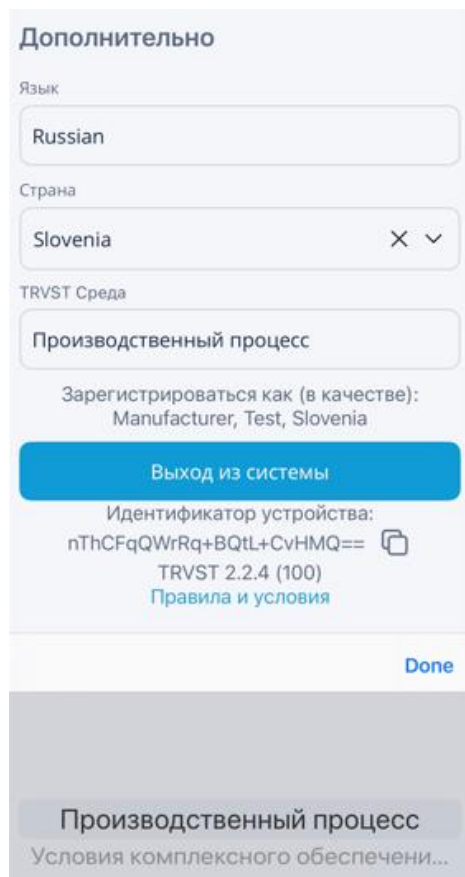 Дополнительно
Язык
Russian
Страна
Slovenia
TRVST Среда
Производственный процесс
Зарегистрироваться как (в качестве):
Manufacturer, Test, Slovenia
Выход из системы
Идентификатор устройства:
nThCFqQWrRq+BQtL+CvHMQ==
TRVST 2.2.4 (100)
Правила и условия
Done
Производственный процесс
Условия комплексного обеспечени...